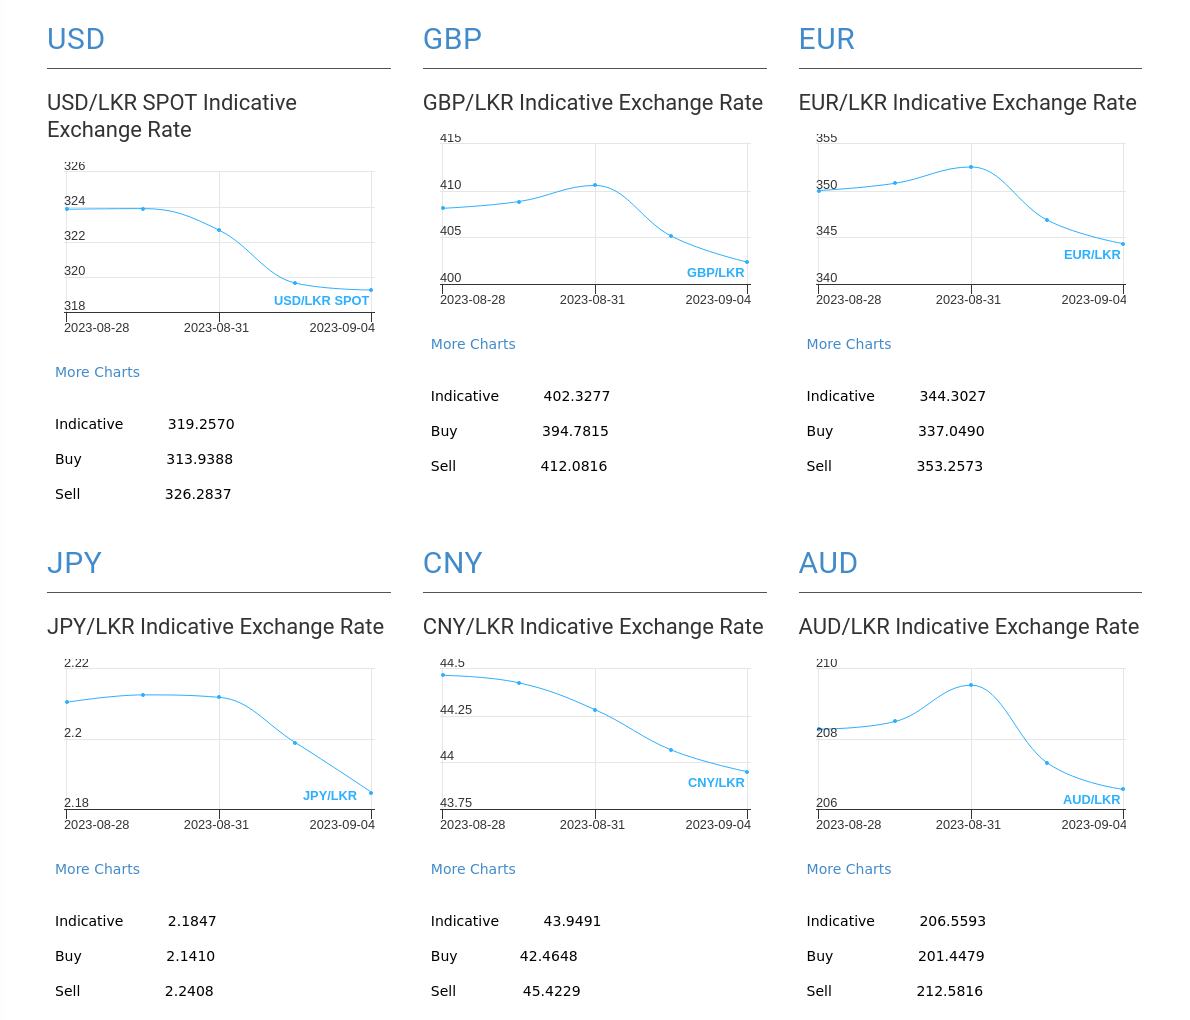 USD
USD/LKR SPOT Indicative
Exchange Rate
326
324
322
320
318
USD/LKR SPOT
2023-08-28 2023-08-31 2023-09-04
More Charts
Indicative 319.2570
Buy 313.9388
Sell 326.2837
GBP
GBP/LKR Indicative Exchange Rate
415
410
405
400
GBP/LKR
2023-08-28 2023-08-31 2023-09-04
More Charts
Indicative 402.3277
Buy 394.7815
Sell 412.0816
EUR
EUR/LKR Indicative Exchange Rate
355
350
345
340
EUR/LKR
2023-08-28 2023-08-31 2023-09-04
More Charts
Indicative 344.3027
Buy 337.0490
Sell 353.2573
JPY
JPY/LKR Indicative Exchange Rate
2.22
2.2
2.18
JPY/LKR
2023-08-28 2023-08-31 2023-09-04
More Charts
Indicative 2.1847
Buy 2.1410
Sell 2.2408
CNY
CNY/LKR Indicative Exchange Rate
44.5
44.25
44
43.75
CNY/LKR
2023-08-28 2023-08-31 2023-09-04
More Charts
Indicative 43.9491
Buy 42.4648
Sell 45.4229
AUD
AUD/LKR Indicative Exchange Rate
210
208
206
AUD/LKR
2023-08-28 2023-08-31 2023-09-04
More Charts
Indicative 206.5593
Buy 201.4479
Sell 212.5816